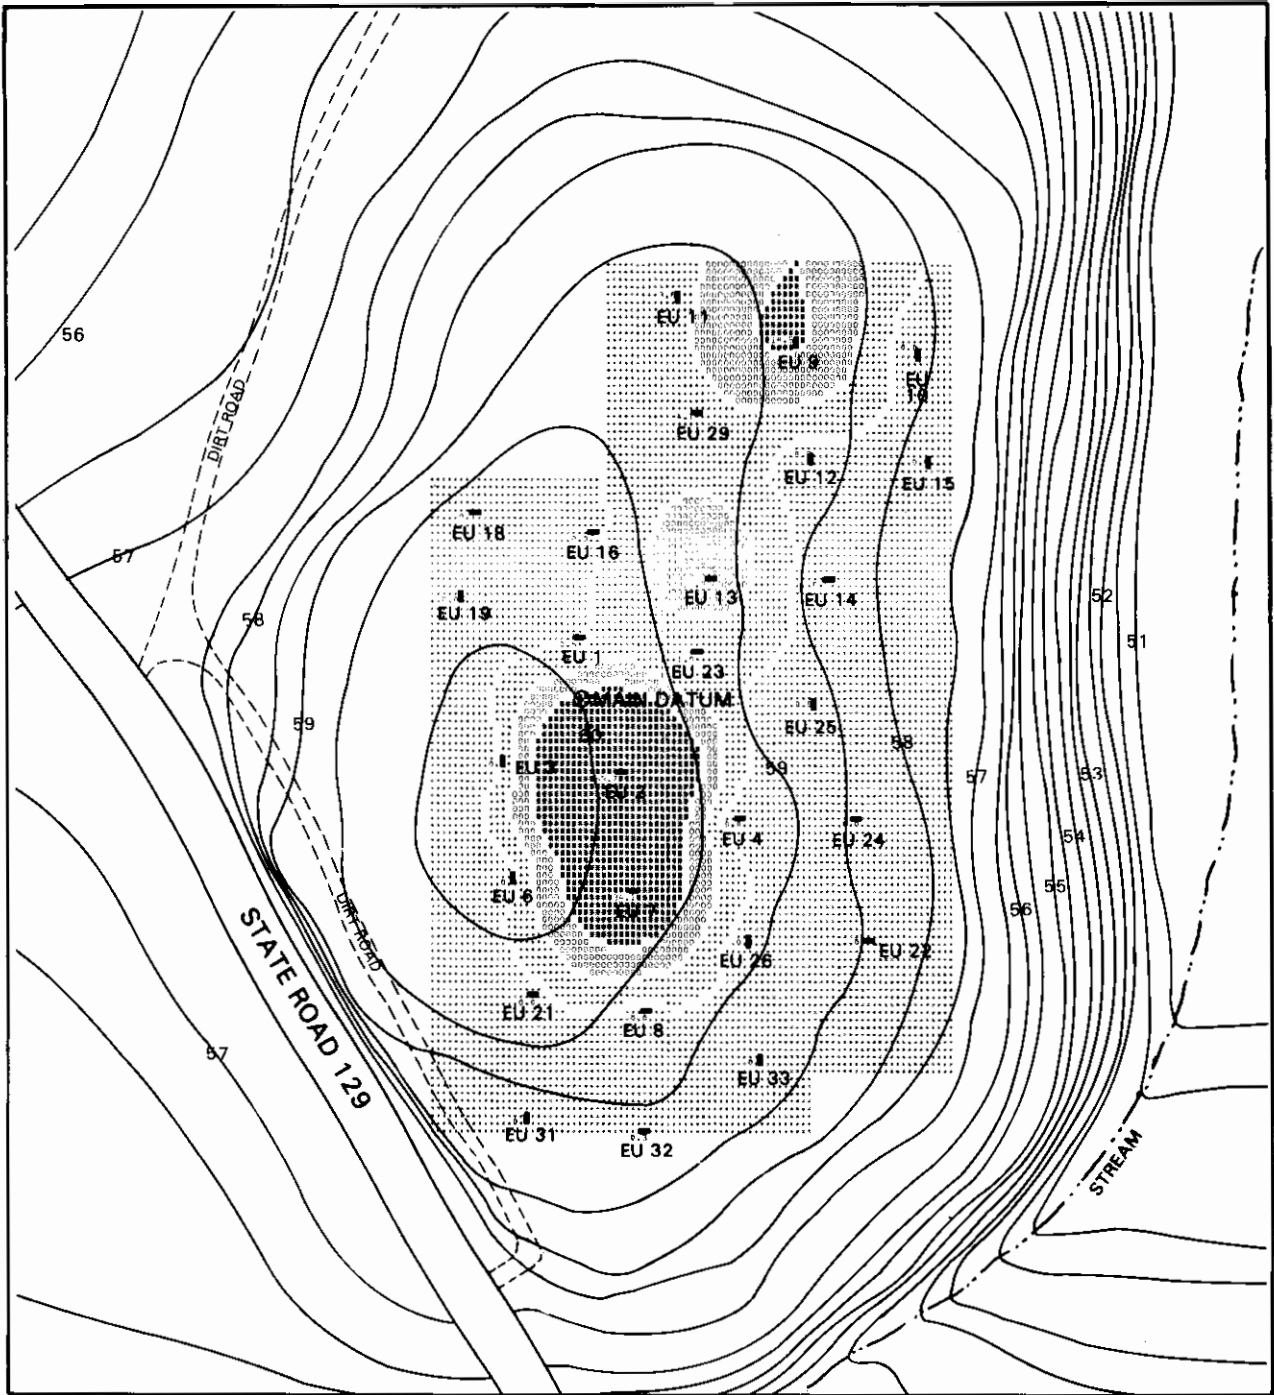 EU 11
EU 9
56
EU 10
DIRT ROAD
EU 29
EU 12
EU 15
EU 18
EU 16
57
52
EU 13
EU 14
EU 19
58
51
EU 1
EU 23
MAIN DATUM
59
EU 25
60
58
EU 3
59
57
53
EU 2
EU 4
EU 24
54
55
EU 6
56
EU 7
DIRT ROAD
STATE ROAD 129
EU 26
EU 22
EU 21
EU 8
57
EU 33
EU 31
EU 32
STREAM